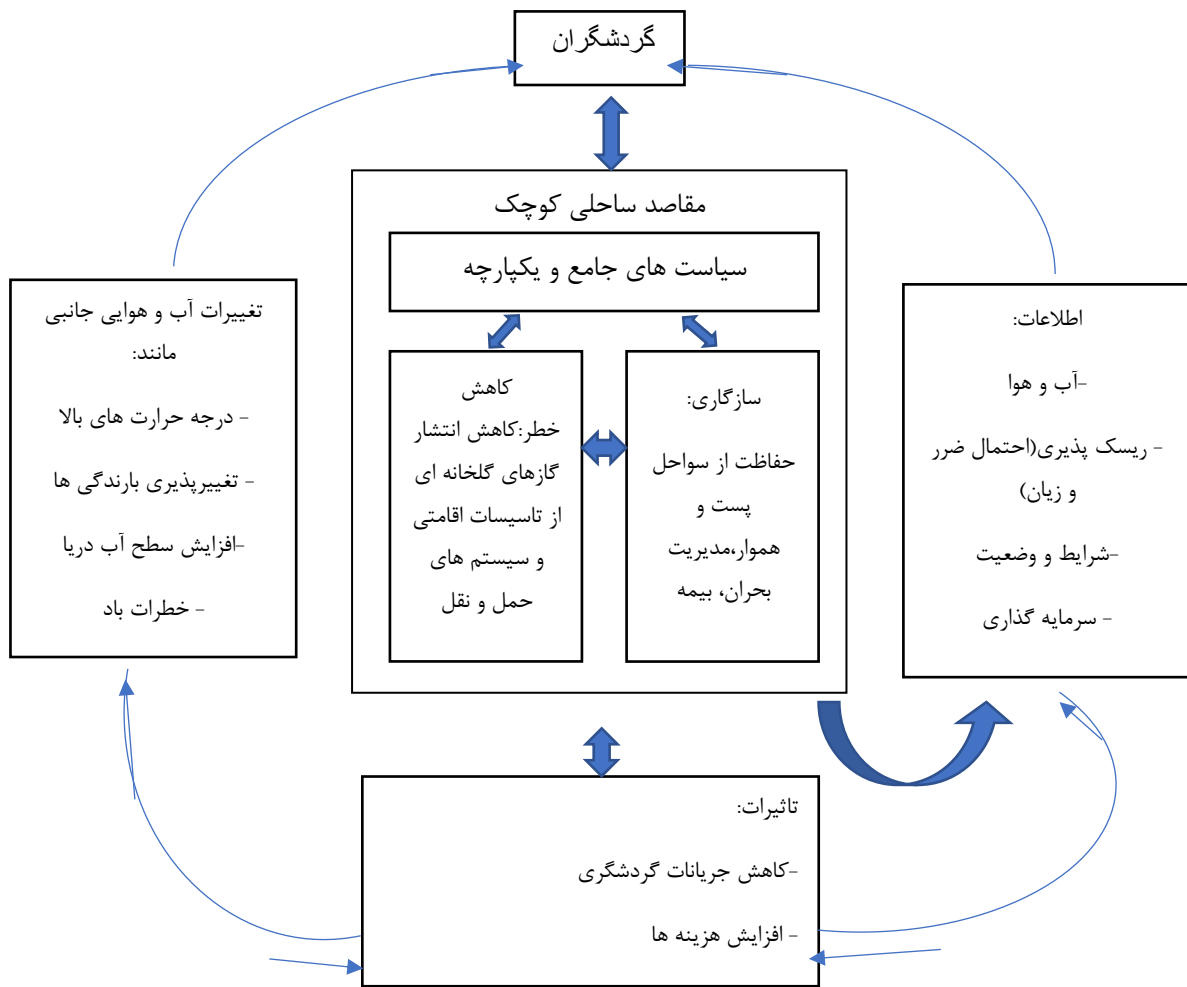 گردشگران
مقاصد ساحلی کوچک
سیاست های جامع و یکپارچه
تغییرات آب و هوایی جانبی
مانند:
- درجه حرارت های بالا
- تغییرپذیری بارندگی ها
-افزایش سطح آب دریا
- خطرات باد
کاهش
خطر:کاهش انتشار
گازهای گلخانه ای
از تاسیسات اقامتی
و سیستم های
حمل و نقل
سازگاری:
حفاظت از سواحل
پست و
هموار،مدیریت
بحران، بیمه
اطلاعات:
-آب و هوا
- ریسک پذیری(احتمال ضرر
و زیان)
-شرایط و وضعیت
- سرمایه گذاری
تاثیرات:
-کاهش جریانات گردشگری
- افزایش هزینه ها